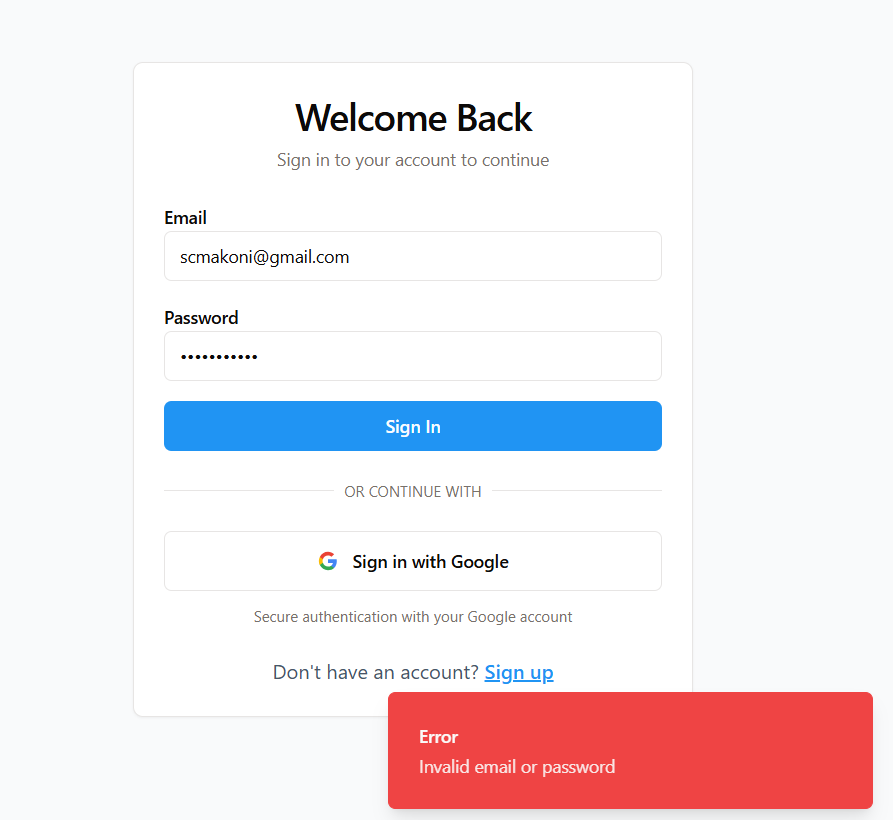 Welcome Back
Sign in to your account to continue
Email
scmakoni@gmail.com
Password
•••••••••••
Sign In
OR CONTINUE WITH
Sign in with Google
Secure authentication with your Google account
Don't have an account? Sign up
Error
Invalid email or password